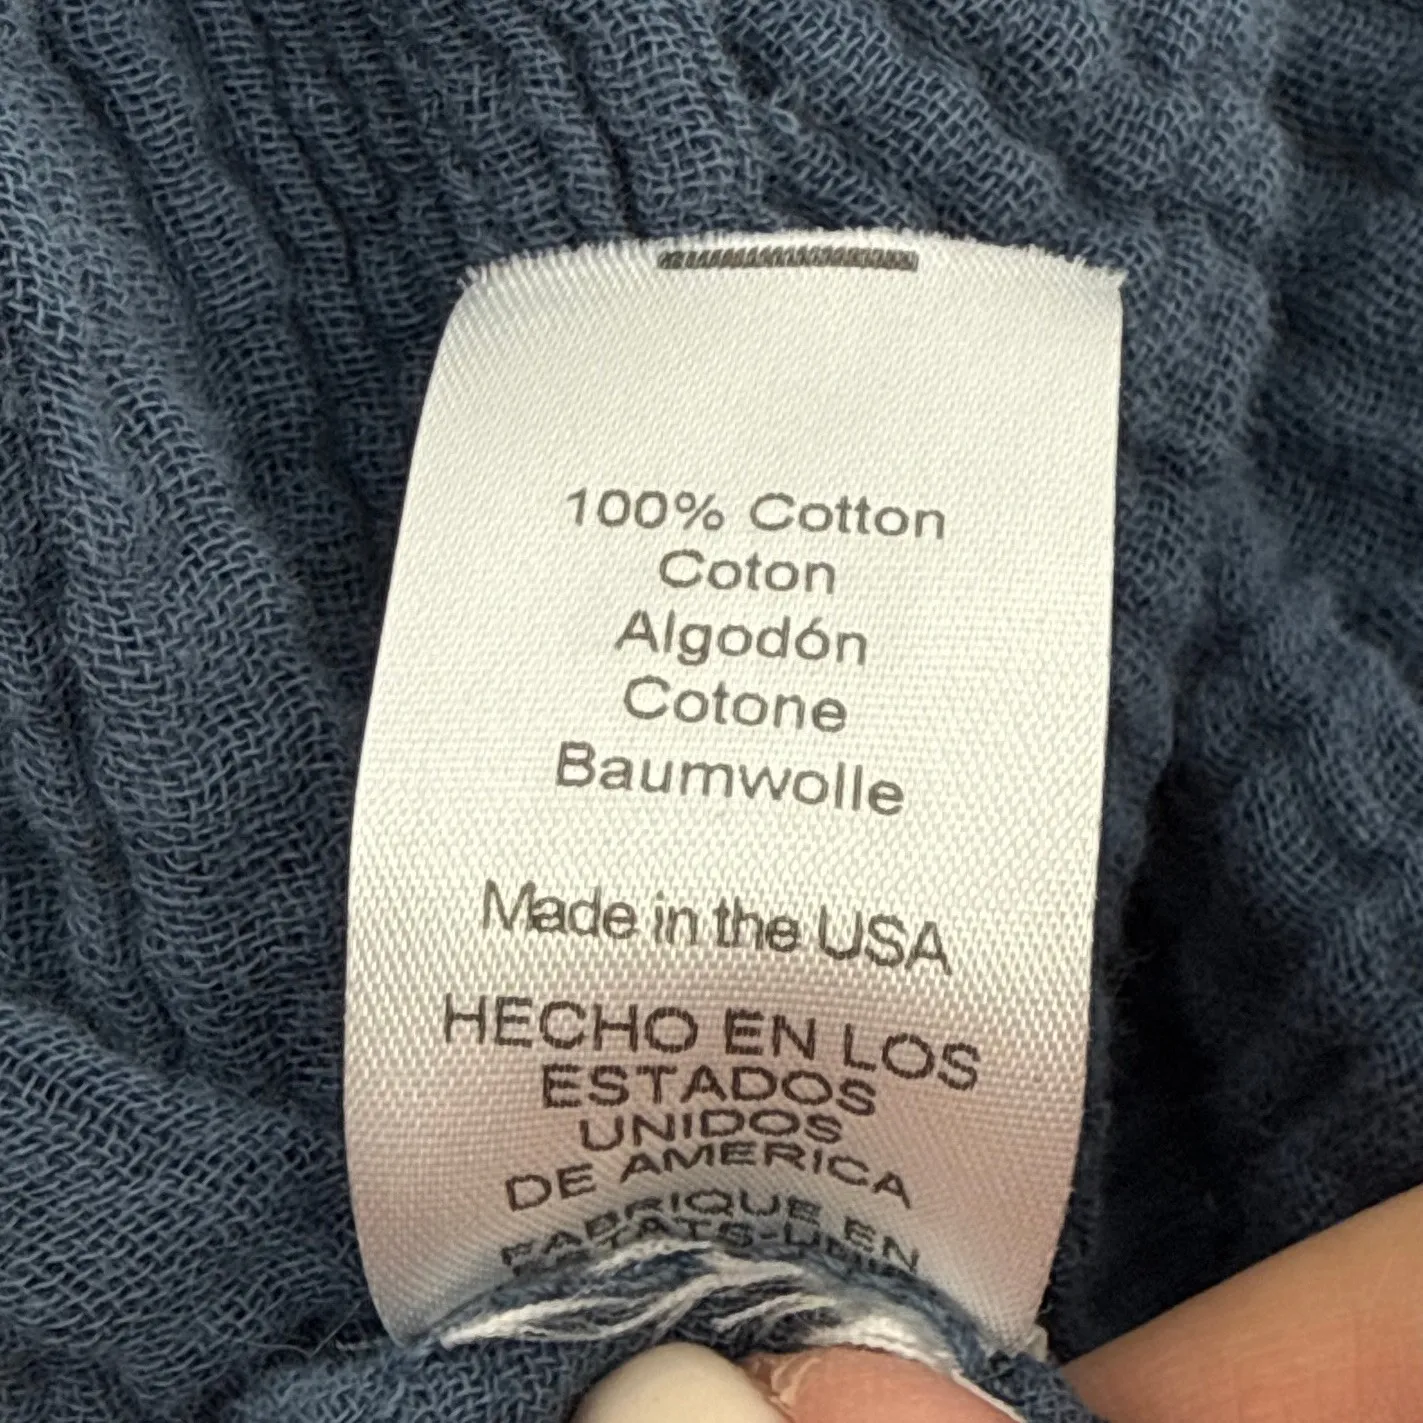 100% Cotton
Coton
Algodón
Cotone
Baumwolle
Made in the USA
HECHO EN LOS
ESTADOS
UNIDOS
DE AMERICA
FABRIQUE EN